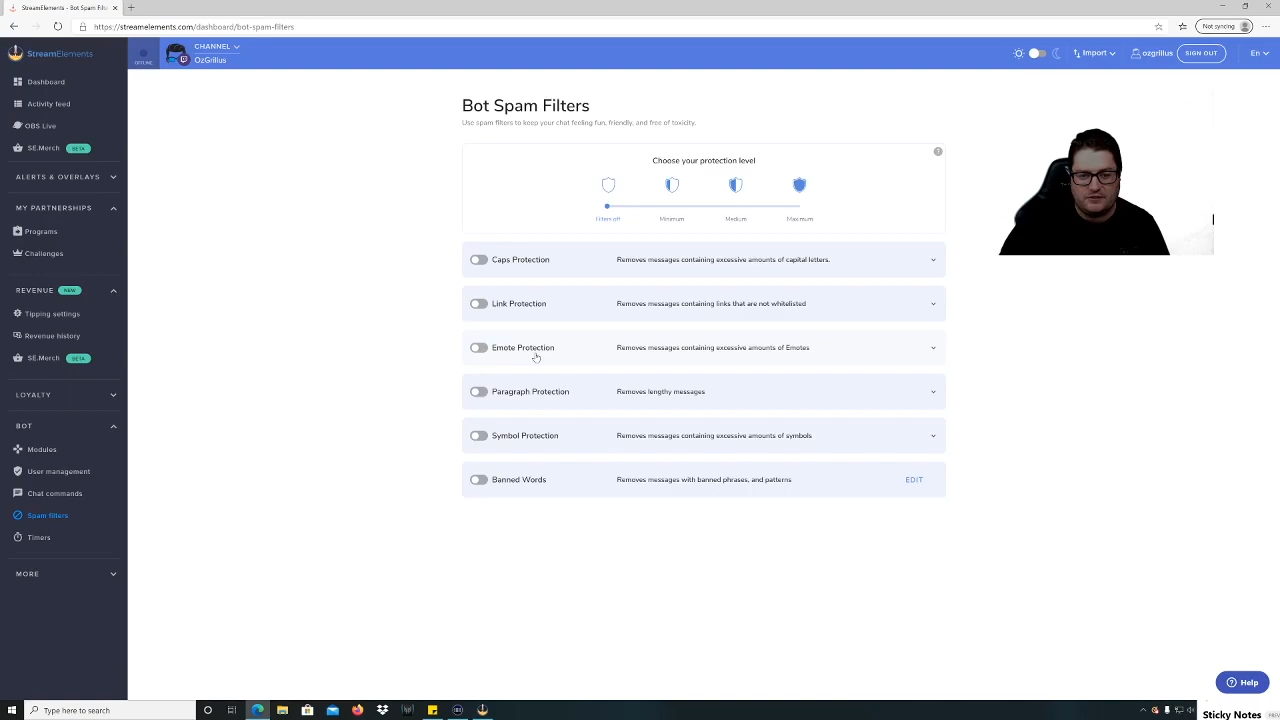 StreamElements - Bot Spam Filters
https://streamelements.com/dashboard/bot-spam-filters
Not syncing
StreamElements
OFFLINE
CHANNEL
OzGrillus
Import
ozgrillus
SIGN OUT
En
Dashboard
Activity feed
OBS Live
SE.Merch BETA
ALERTS & OVERLAYS
MY PARTNERSHIPS
Programs
Challenges
REVENUE NEW
Tipping settings
Revenue history
SE.Merch BETA
LOYALTY
BOT
Modules
User management
Chat commands
Spam filters
Timers
MORE
Bot Spam Filters
Use spam filters to keep your chat feeling fun, friendly, and free of toxicity.
Choose your protection level
?
Filters off Minimum Medium Maximum
Caps Protection Removes messages containing excessive amounts of capital letters.
Link Protection Removes messages containing links that are not whitelisted
Emote Protection Removes messages containing excessive amounts of Emotes
Paragraph Protection Removes lengthy messages
Symbol Protection Removes messages containing excessive amounts of symbols
Banned Words Removes messages with banned phrases, and patterns EDIT
Help
Type here to search
Sticky Notes